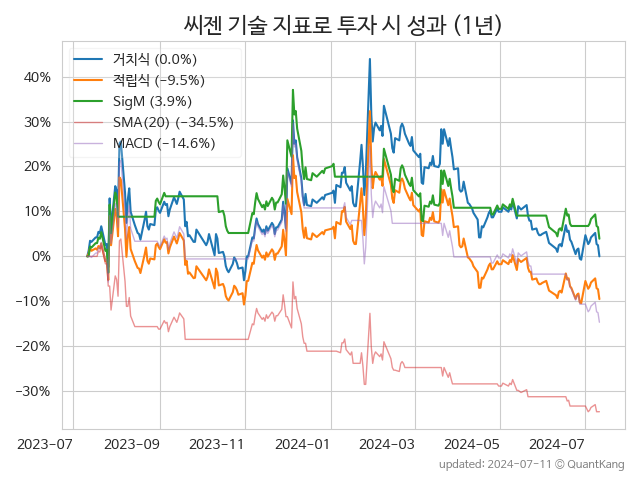 씨젠 기술 지표로 투자 시 성과 (1년)
거치식 (0.0%)
적립식 (−9.5%)
SigM (3.9%)
SMA(20) (−34.5%)
MACD (−14.6%)
40%
30%
20%
10%
0%
−10%
−20%
−30%
2023-07
2023-09
2023-11
2024-01
2024-03
2024-05
2024-07
updated: 2024-07-11 © QuantKang